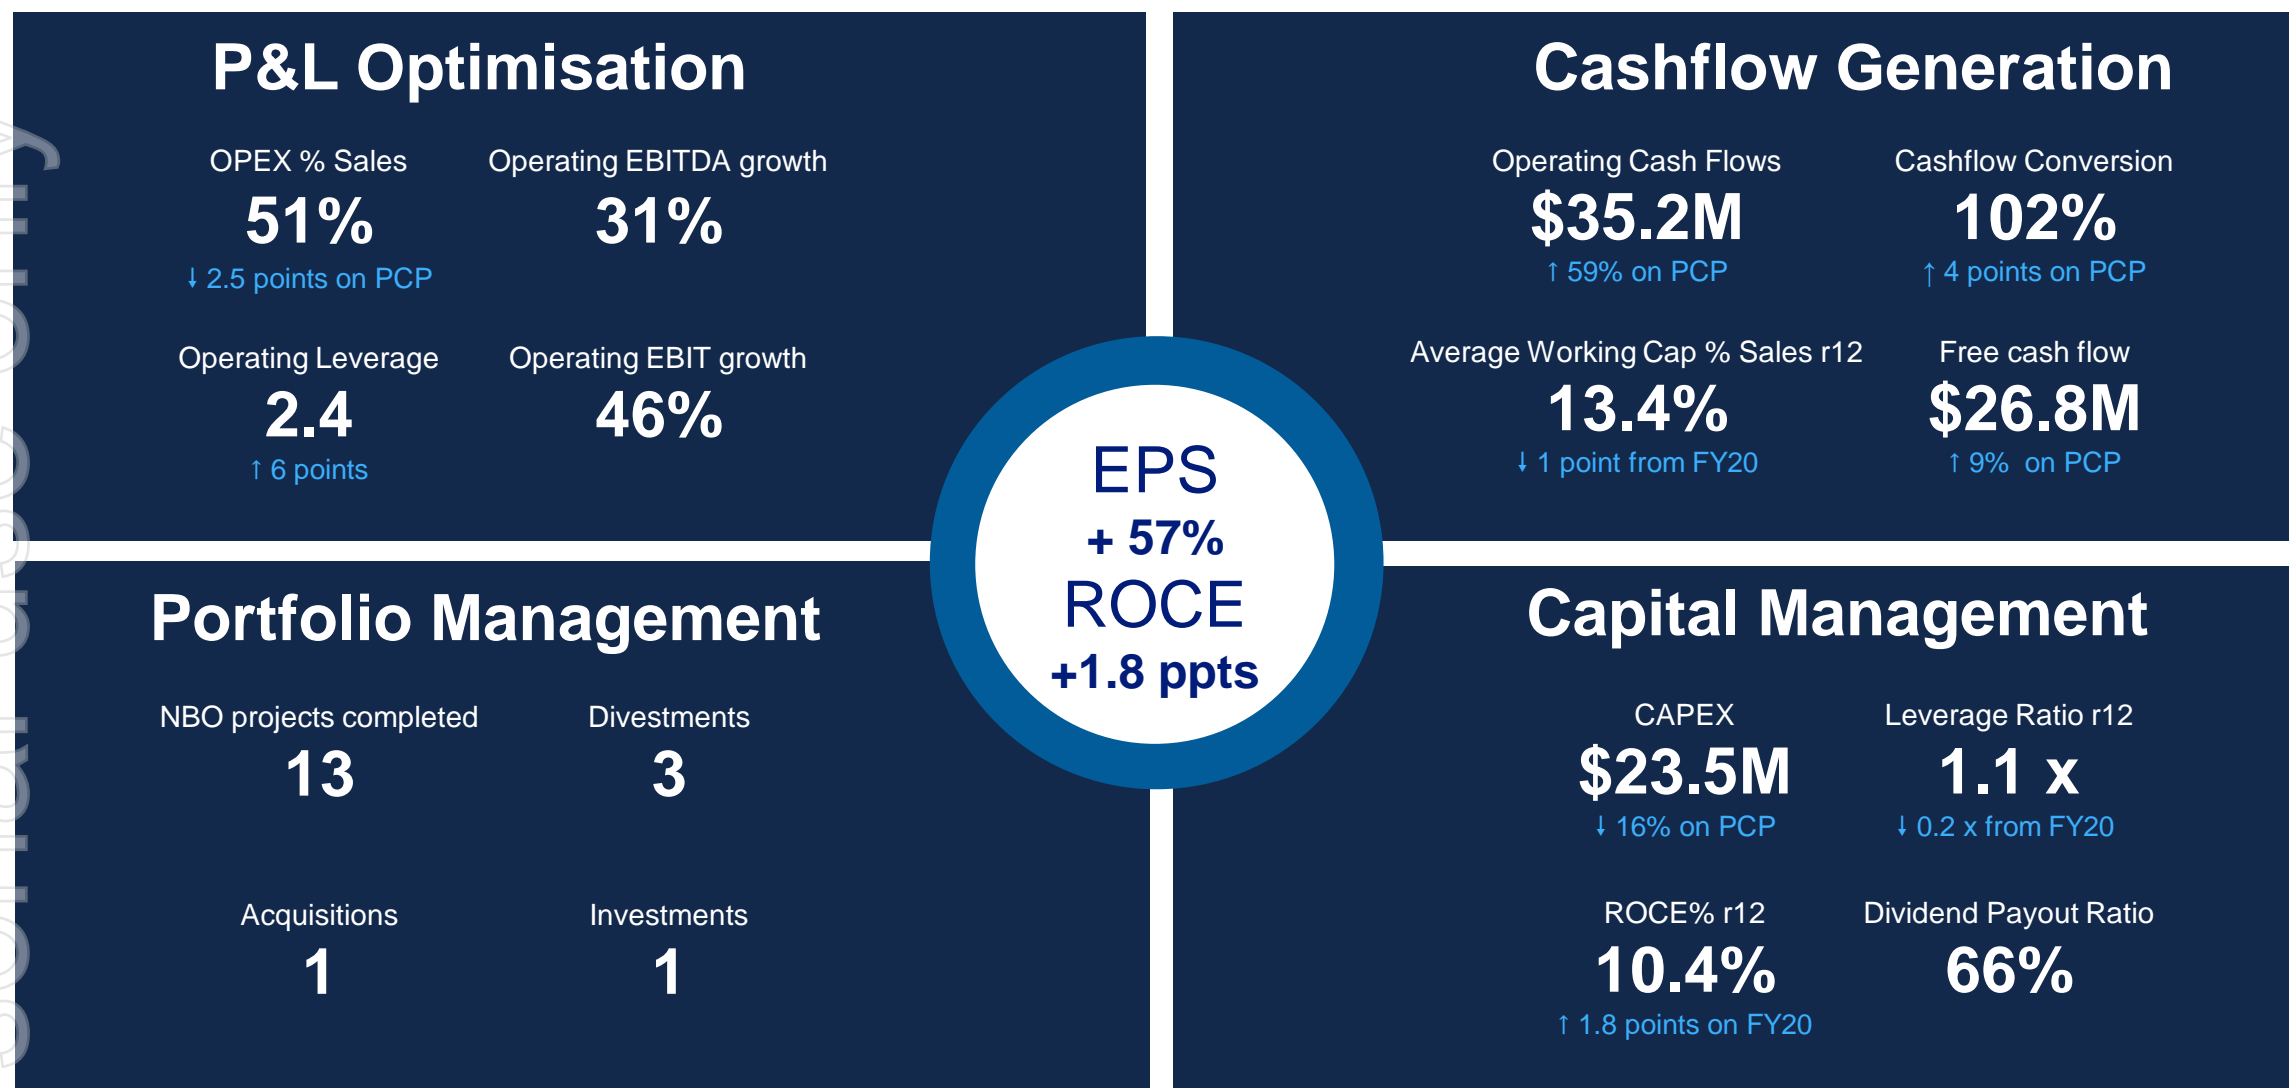 P&L Optimisation
OPEX % Sales
51%
↓ 2.5 points on PCP
Operating EBITDA growth
31%
Operating Leverage
2.4
↑ 6 points
Operating EBIT growth
46%
Cashflow Generation
Operating Cash Flows
$35.2M
↑ 59% on PCP
Cashflow Conversion
102%
↑ 4 points on PCP
Average Working Cap % Sales r12
13.4%
↓ 1 point from FY20
Free cash flow
$26.8M
↑ 9% on PCP
EPS
+ 57%
ROCE
+1.8 ppts
Portfolio Management
NBO projects completed
13
Divestments
3
Acquisitions
1
Investments
1
Capital Management
CAPEX
$23.5M
↓ 16% on PCP
Leverage Ratio r12
1.1 x
↓ 0.2 x from FY20
ROCE% r12
10.4%
↑ 1.8 points on FY20
Dividend Payout Ratio
66%